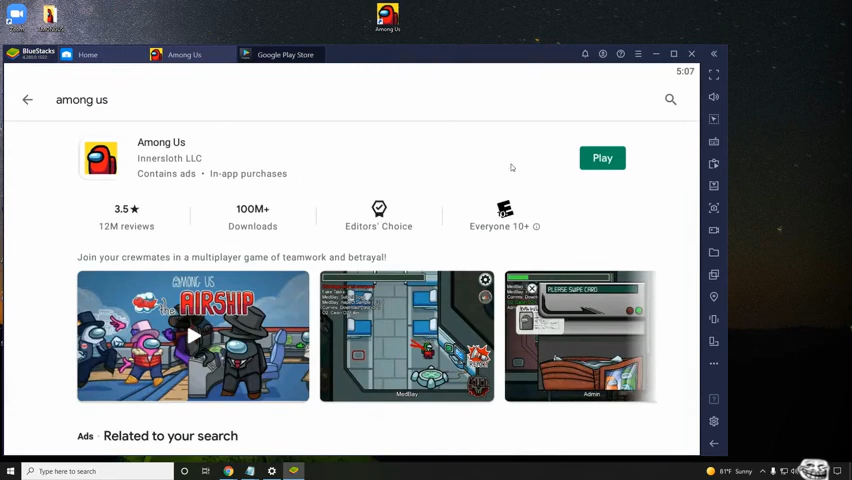 Zoom
Among Us
BlueStacks
Home
Among Us
Google Play Store
5:07
among us
Among Us
Innersloth LLC
Contains ads • In-app purchases
Play
3.5★
12M reviews
100M+
Downloads
Editors' Choice
E
Everyone 10+
Join your crewmates in a multiplayer game of teamwork and betrayal!
AMONG US
the AIRSHIP
MedBay
PLEASE SWIPE CARD
Admin
Ads · Related to your search
Type here to search
81°F Sunny